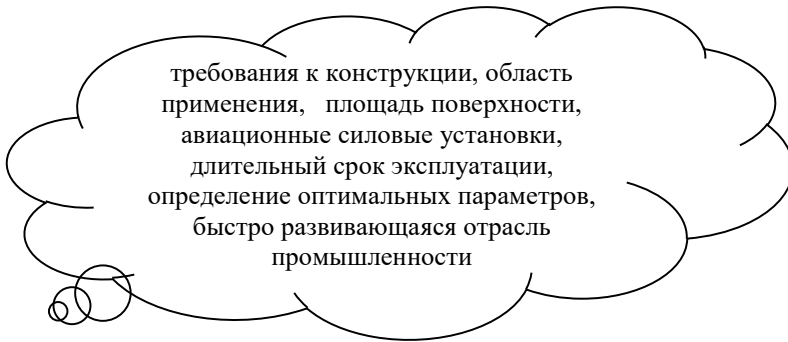 требования к конструкции, область
применения, площадь поверхности,
авиационные силовые установки,
длительный срок эксплуатации,
определение оптимальных параметров,
быстро развивающаяся отрасль
промышленности